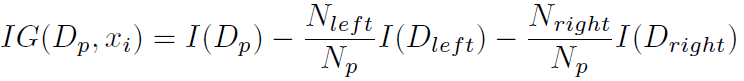 IG(D_p, x_i) = I(D_p) - \frac{N_{left}}{N_p} I(D_{left}) - \frac{N_{right}}{N_p} I(D_{right})